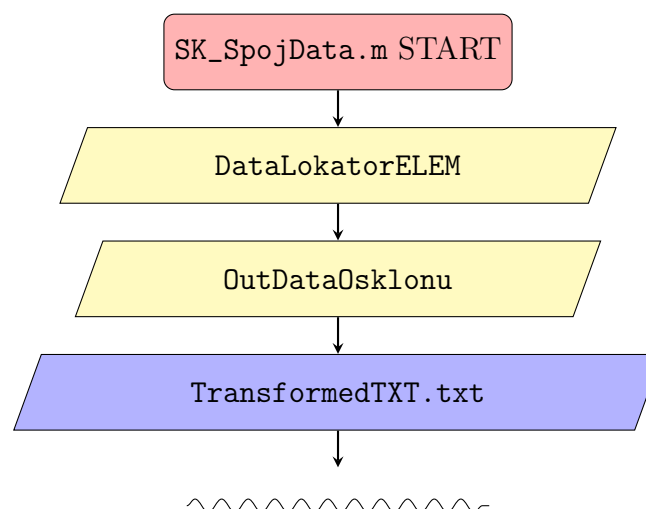 SK_SpojData.m START
DataLokatorELEM
OutDataOsklonu
TransformedTXT.txt